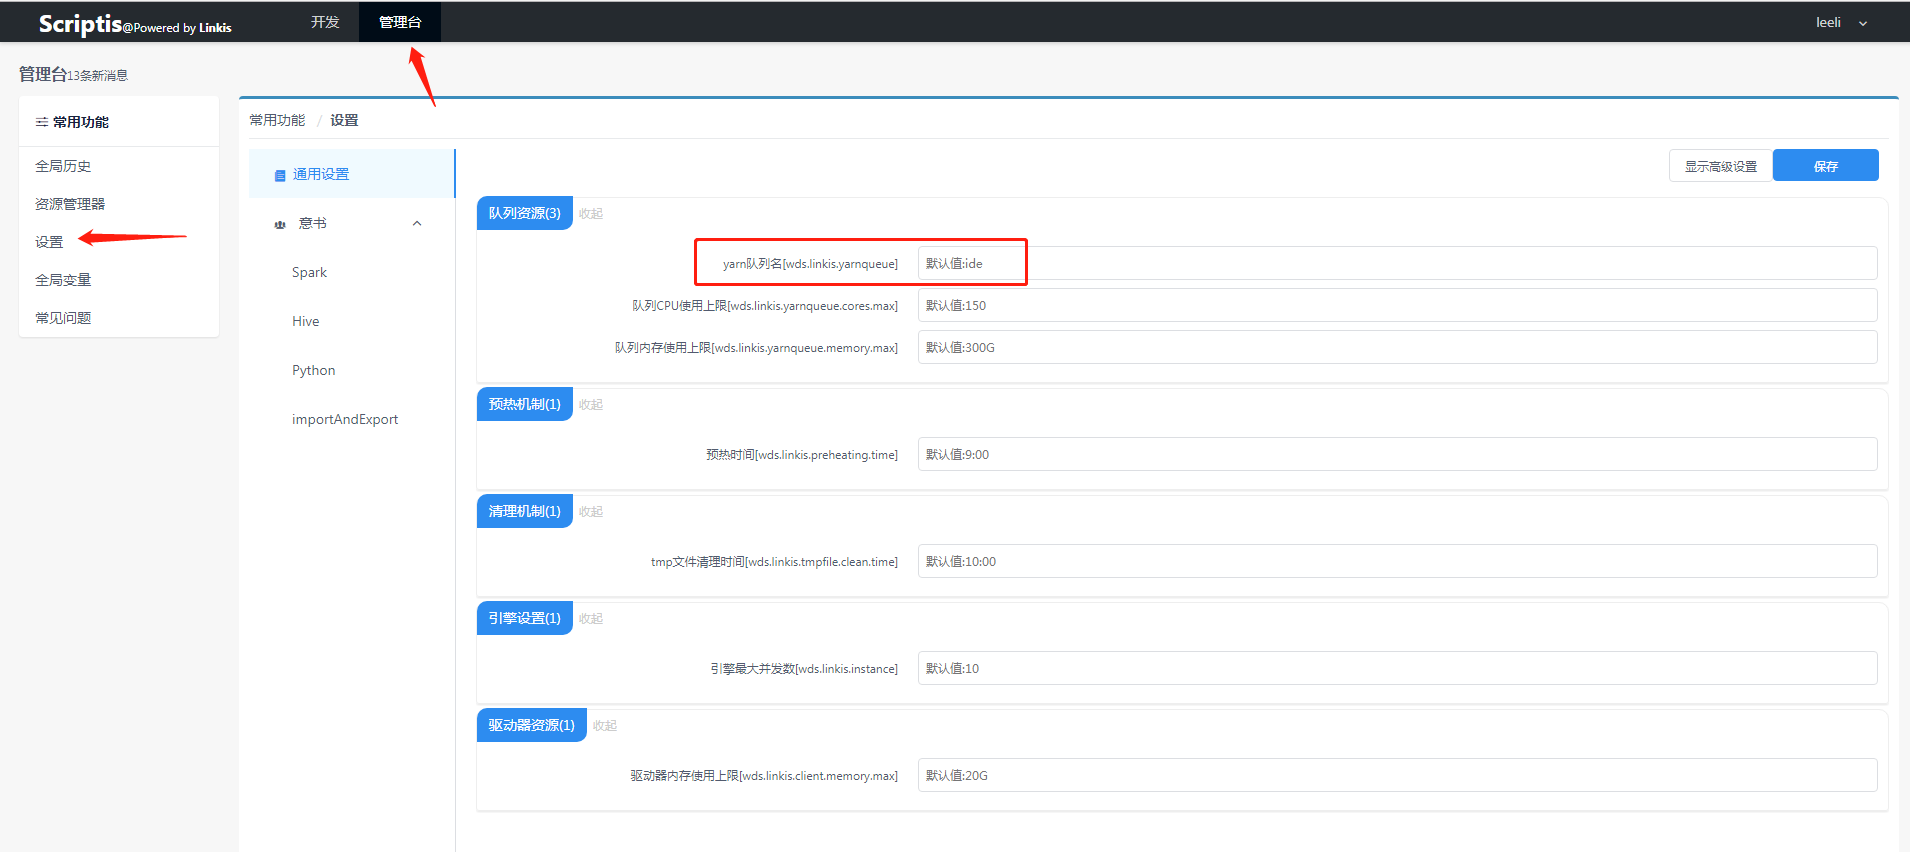 Scriptis@Powered by Linkis
开发
管理台
leeli
管理台13条新消息
常用功能
全局历史
资源管理器
设置
全局变量
常见问题
常用功能 / 设置
通用设置
意书
Spark
Hive
Python
importAndExport
显示高级设置
保存
队列资源(3) 收起
yarn队列名[wds.linkis.yarnqueue] 默认值:ide
队列CPU使用上限[wds.linkis.yarnqueue.cores.max] 默认值:150
队列内存使用上限[wds.linkis.yarnqueue.memory.max] 默认值:300G
预热机制(1) 收起
预热时间[wds.linkis.preheating.time] 默认值:9:00
清理机制(1) 收起
tmp文件清理时间[wds.linkis.tmpfile.clean.time] 默认值:10:00
引擎设置(1) 收起
引擎最大并发数[wds.linkis.instance] 默认值:10
驱动器资源(1) 收起
驱动器内存使用上限[wds.linkis.client.memory.max] 默认值:20G